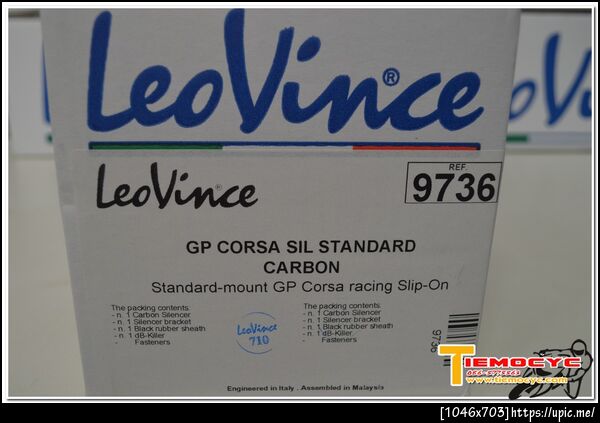 LeoVince®
LeoVince®
REF.
9736
GP CORSA SIL STANDARD
CARBON
Standard-mount GP Corsa racing Slip-On
The packing contents:
- n. 1 Carbon Silencer
- n. 1 Silencer bracket
- n. 1 Black rubber sheath
- n. 1 dB-Killer
- Fasteners
The packing contents:
- n. 1 Carbon Silencer
- n. 1 Silencer bracket
- n. 1 Black rubber sheath
- n. 1 dB-Killer
- Fasteners
LeoVince
710
9736
Engineered in Italy . Assembled in Malaysia
TIEMOCYC
www.tiemocyc.com
[1046x703]https://upic.me/